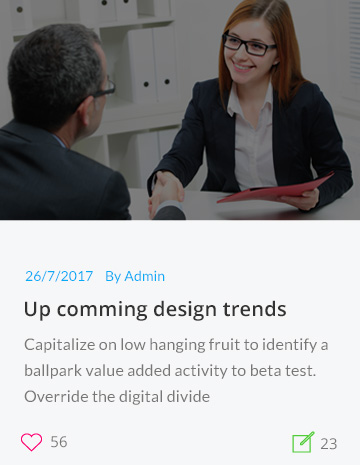 26/7/2017 By Admin
Up comming design trends
Capitalize on low hanging fruit to identify a
ballpark value added activity to beta test.
Override the digital divide
56 23